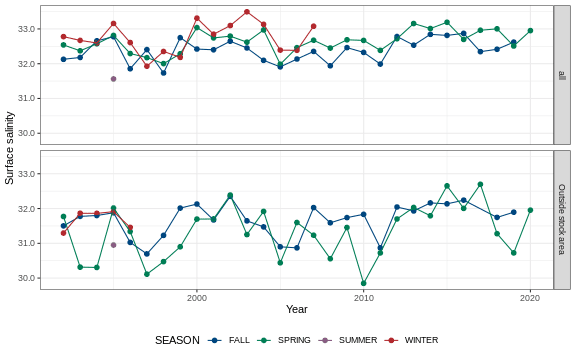 33.0
32.0
31.0
30.0
all
33.0
32.0
31.0
30.0
Outside stock area
Surface salinity
2000
2010
2020
Year
SEASON FALL SPRING SUMMER WINTER